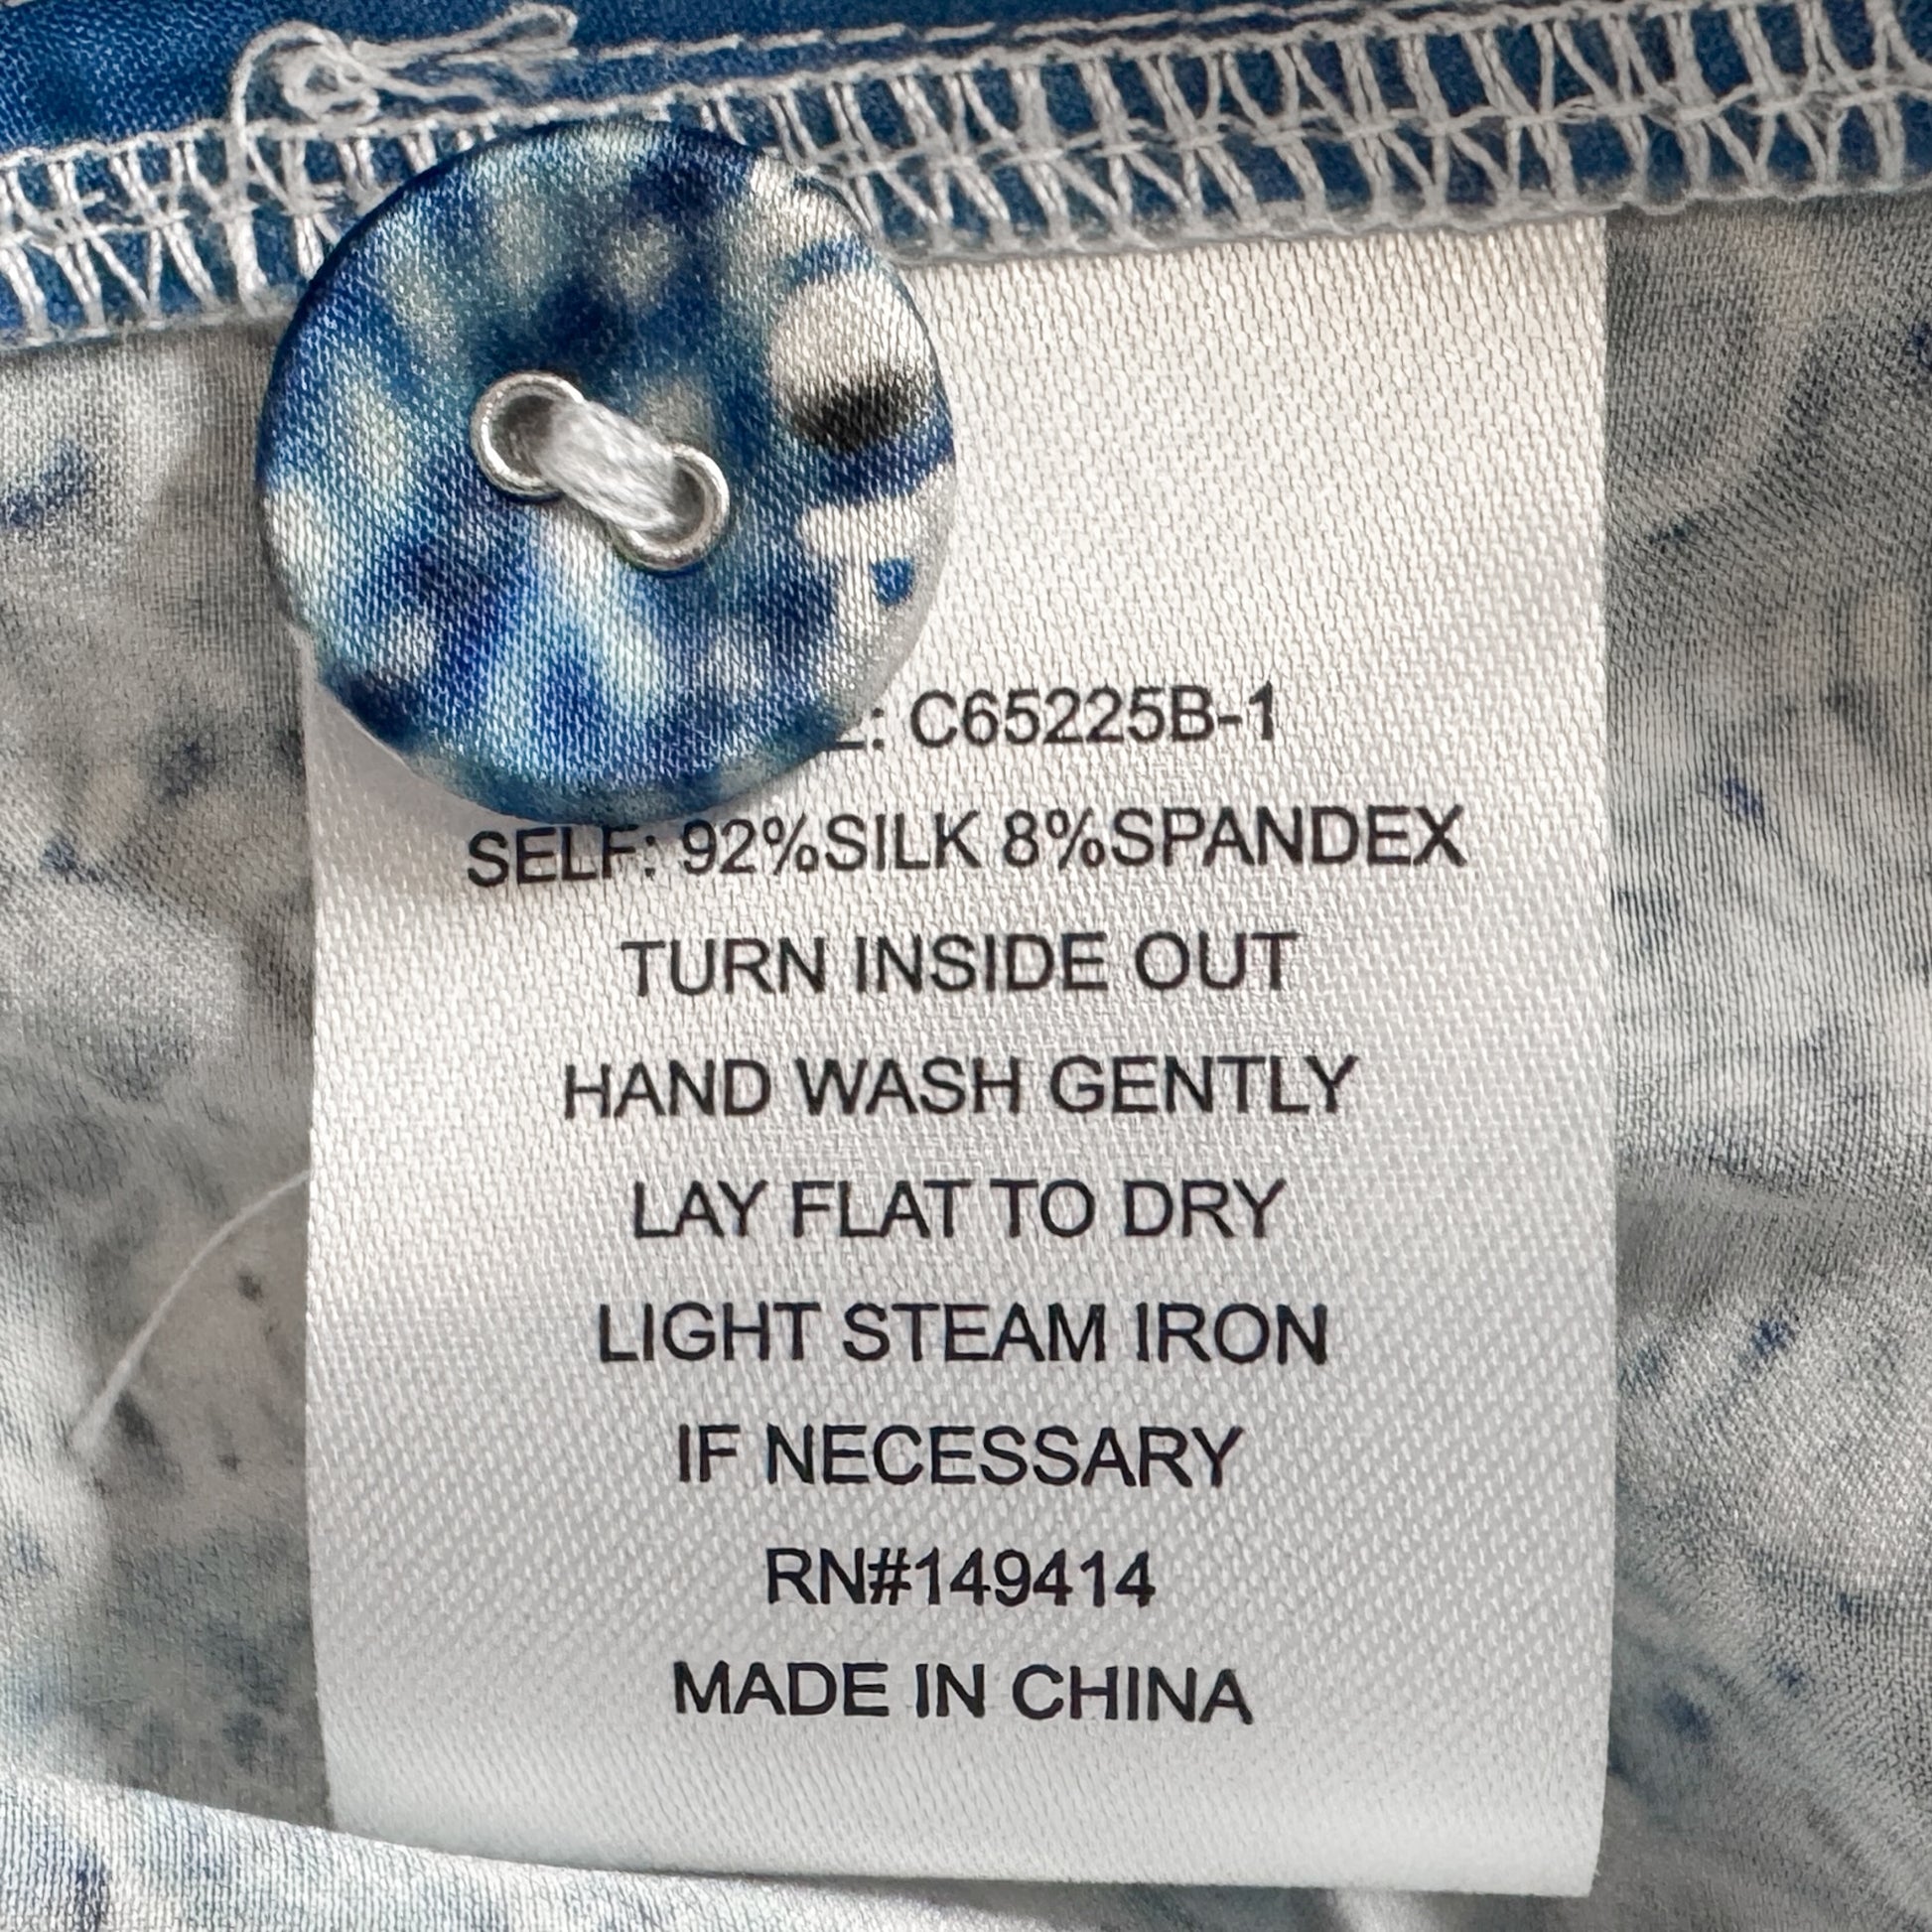 : C65225B-1
SELF: 92%SILK 8%SPANDEX
TURN INSIDE OUT
HAND WASH GENTLY
LAY FLAT TO DRY
LIGHT STEAM IRON
IF NECESSARY
RN#149414
MADE IN CHINA